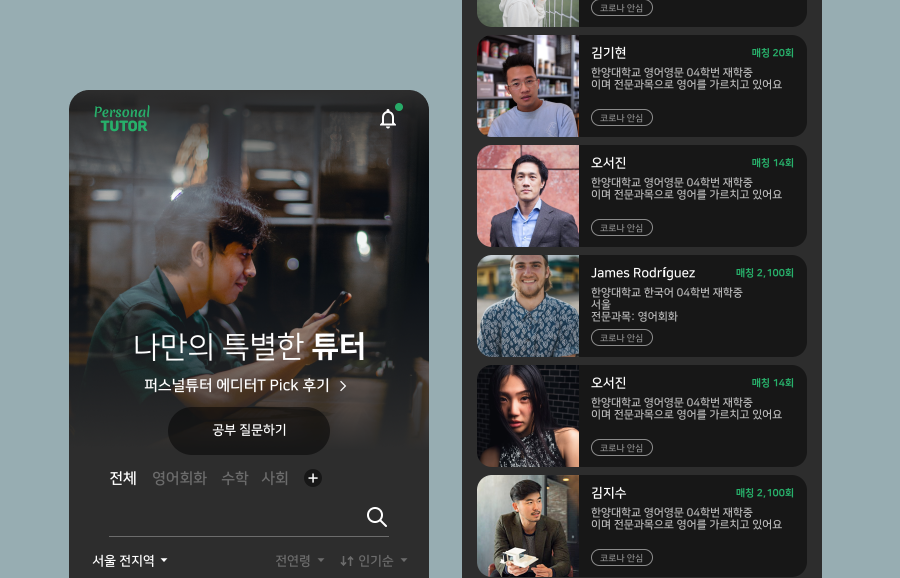 Personal
TUTOR
나만의 특별한 튜터
퍼스널튜터 에디터T Pick 후기
공부 질문하기
전체 영어회화 수학 사회
서울 전지역 전연령 인기순
코로나 안심
김기현 매칭 20회
한양대학교 영어영문 04학번 재학중
이며 전문과목으로 영어를 가르치고 있어요
코로나 안심
오서진 매칭 14회
한양대학교 영어영문 04학번 재학중
이며 전문과목으로 영어를 가르치고 있어요
코로나 안심
James Rodríguez 매칭 2,100회
한양대학교 한국어 04학번 재학중
서울
전문과목: 영어회화
코로나 안심
오서진 매칭 14회
한양대학교 영어영문 04학번 재학중
이며 전문과목으로 영어를 가르치고 있어요
코로나 안심
김지수 매칭 2,100회
한양대학교 영어영문 04학번 재학중
이며 전문과목으로 영어를 가르치고 있어요
코로나 안심